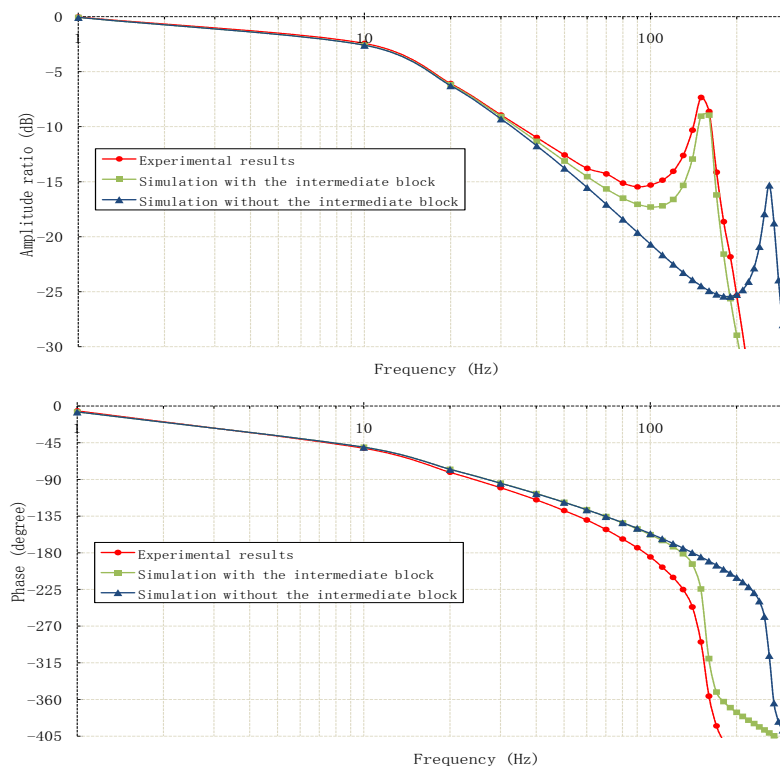 0
1
10
100
-5
-10
-15
-20
-25
-30
Amplitude ratio (dB)
Experimental results
Simulation with the intermediate block
Simulation without the intermediate block
Frequency (Hz)
0
1
10
100
-45
-90
-135
-180
-225
-270
-315
-360
-405
Phase (degree)
Experimental results
Simulation with the intermediate block
Simulation without the intermediate block
Frequency (Hz)